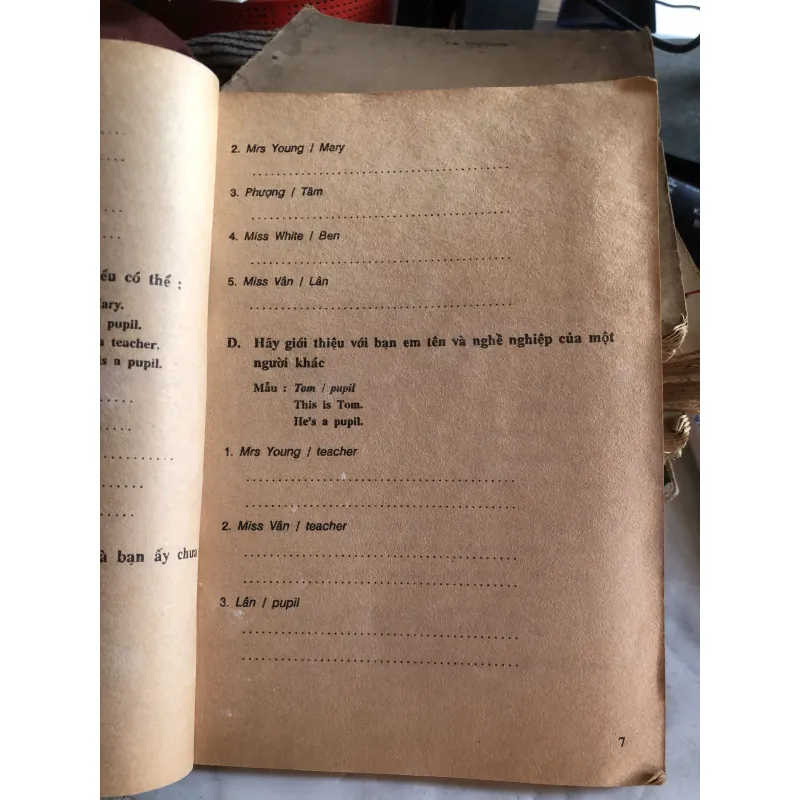 ểu có thể :
ary.
pupil.
teacher.
s a pupil.
à bạn ấy chưa
2. Mrs Young / Mary
3. Phượng / Tâm
4. Miss White / Ben
5. Miss Vân / Lân
D. Hãy giới thiệu với bạn em tên và nghề nghiệp của một
người khác
Mẫu : Tom / pupil
This is Tom.
He's a pupil.
1. Mrs Young / teacher
2. Miss Vân / teacher
3. Lân / pupil
7